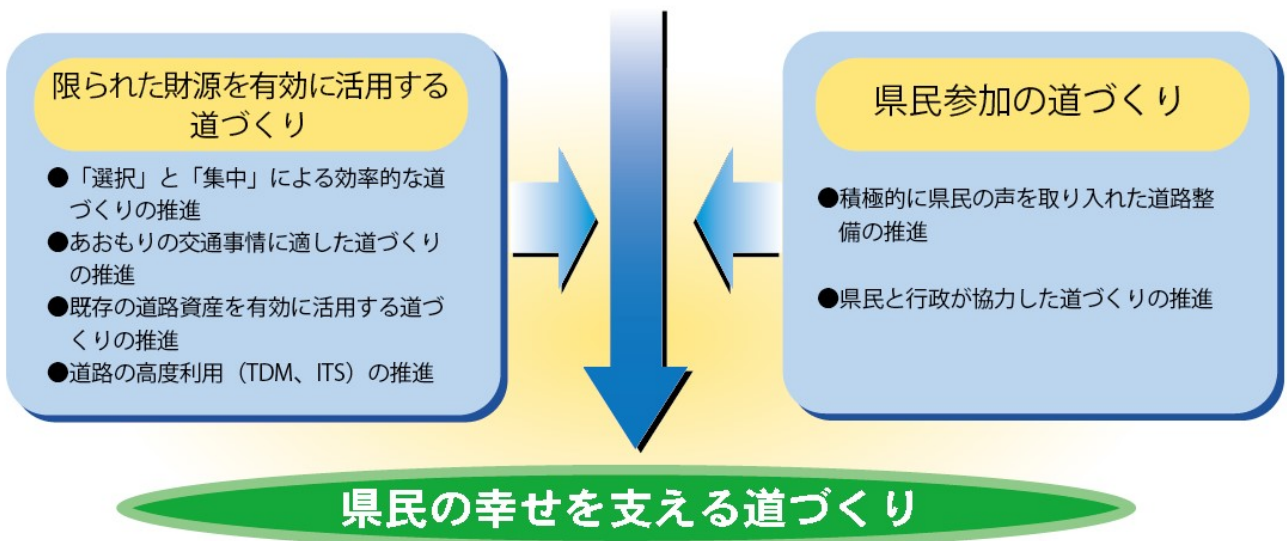 限られた財源を有効に活用する
道づくり
●「選択」と「集中」による効率的な道
づくりの推進
●あおもりの交通事情に適した道づくり
の推進
●既存の道路資産を有効に活用する道づ
くりの推進
●道路の高度利用（TDM、ITS）の推進
県民参加の道づくり
●積極的に県民の声を取り入れた道路整
備の推進
●県民と行政が協力した道づくりの推進
県民の幸せを支える道づくり